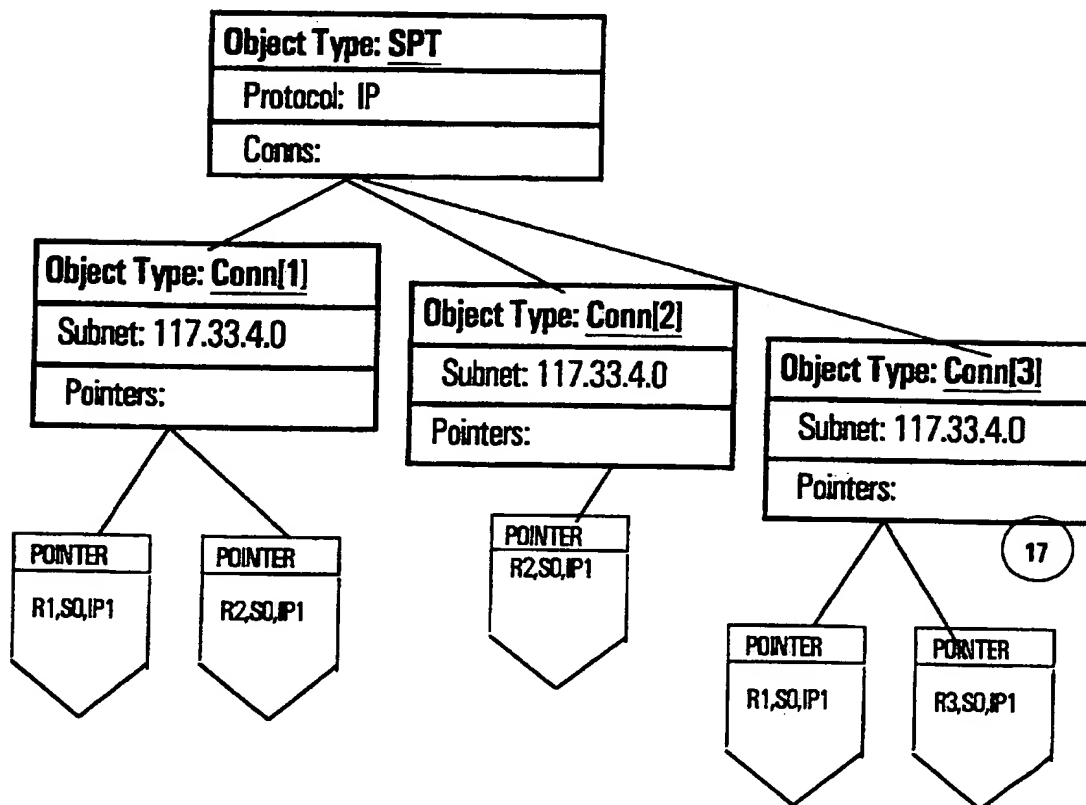 Object Type: SPT
Protocol: IP
Conns:
Object Type: Conn[1]
Subnet: 117.33.4.0
Pointers:
Object Type: Conn[2]
Subnet: 117.33.4.0
Pointers:
Object Type: Conn[3]
Subnet: 117.33.4.0
Pointers:
17
POINTER
R1,S0,IP1
POINTER
R2,S0,IP1
POINTER
R2,S0,IP1
POINTER
R1,S0,IP1
POINTER
R3,S0,IP1